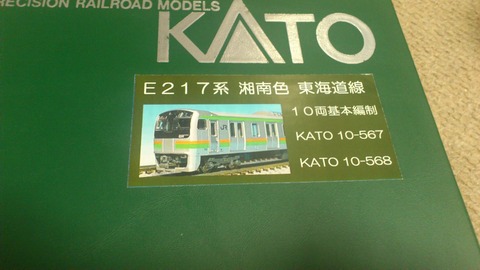 PRECISION RAILROAD MODELS
KATO
E217系 湘南色 東海道線
10両基本編制
KATO 10-567
KATO 10-568